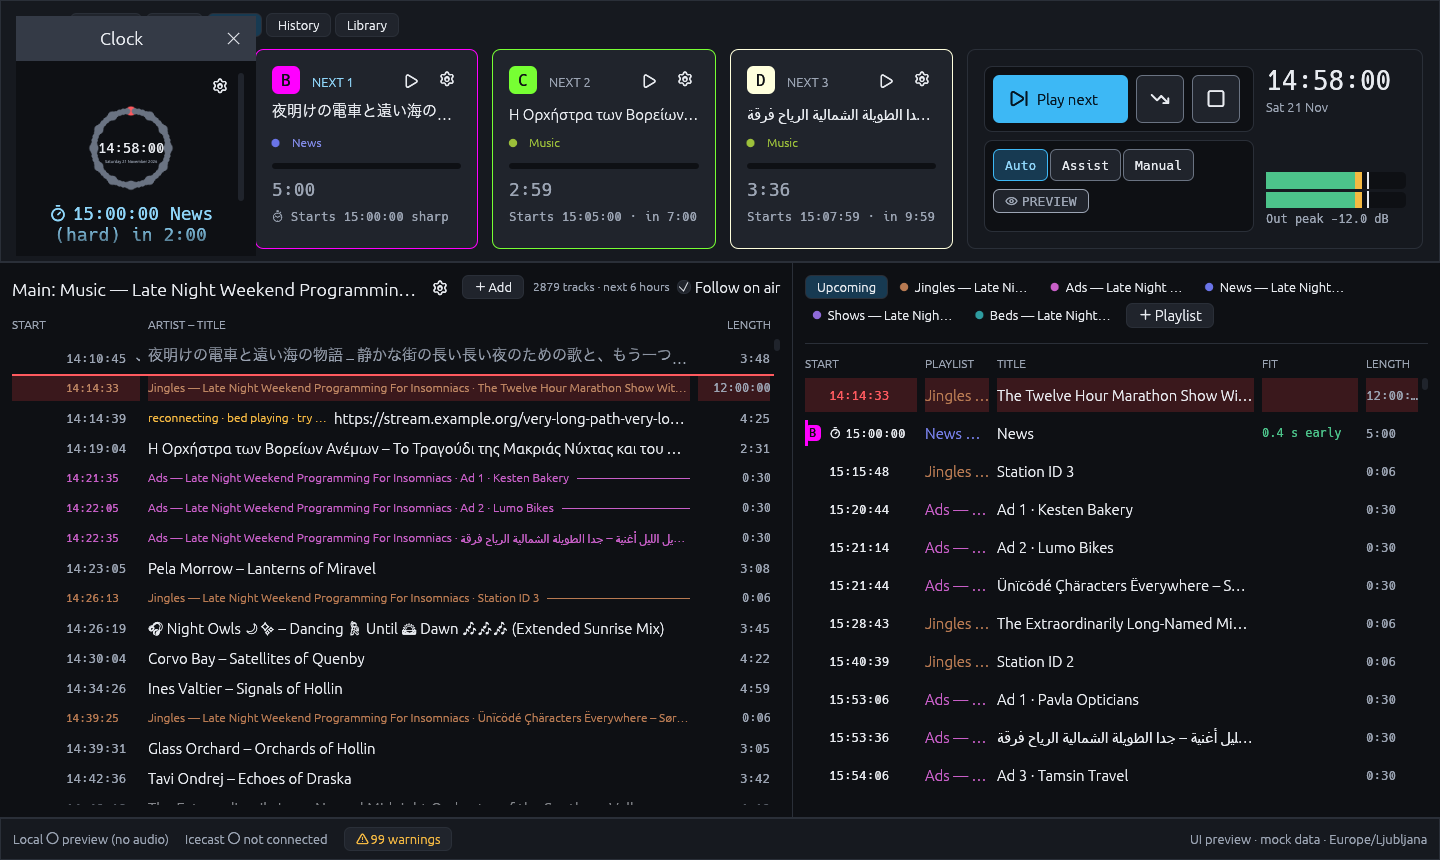 History
Library
Clock
14:58:00
Saturday 21 November 2026
15:00:00 News
(hard) in 2:00
B NEXT 1
夜明けの電車と遠い海の…
News
5:00
Starts 15:00:00 sharp
C NEXT 2
Η Ορχήστρα των Βορείων…
Music
2:59
Starts 15:05:00 · in 7:00
D NEXT 3
جدا الطويلة الشمالية الرياح فرقة…
Music
3:36
Starts 15:07:59 · in 9:59
Play next
14:58:00
Sat 21 Nov
Auto Assist Manual
PREVIEW
Out peak -12.0 dB
Main: Music — Late Night Weekend Programmin…
+ Add
2879 tracks · next 6 hours
Follow on air
START ARTIST – TITLE LENGTH
14:10:45 夜明けの電車と遠い海の物語 – 静かな街の長い長い夜のための歌と、もう一つ… 3:48
14:14:33 Jingles — Late Night Weekend Programming For Insomniacs · The Twelve Hour Marathon Show Wit… 12:00:00
14:14:39 reconnecting · bed playing · try … https://stream.example.org/very-long-path-very-lo… 4:25
14:19:04 Η Ορχήστρα των Βορείων Ανέμων – Το Τραγούδι της Μακριάς Νύχτας και του … 2:31
14:21:35 Ads — Late Night Weekend Programming For Insomniacs · Ad 1 · Kesten Bakery 0:30
14:22:05 Ads — Late Night Weekend Programming For Insomniacs · Ad 2 · Lumo Bikes 0:30
14:22:35 Ads — Late Night Weekend Programming For Insomniacs · يل الليل أغنية – جدا الطويلة الشمالية الرياح فرقة… 0:30
14:23:05 Pela Morrow – Lanterns of Miravel 3:08
14:26:13 Jingles — Late Night Weekend Programming For Insomniacs · Station ID 3 0:06
14:26:19 🎧 Night Owls 🌙✨ – Dancing 💃 Until 🌅 Dawn 🎶🎶🎶 (Extended Sunrise Mix) 3:45
14:30:04 Corvo Bay – Satellites of Quenby 4:22
14:34:26 Ines Valtier – Signals of Hollin 4:59
14:39:25 Jingles — Late Night Weekend Programming For Insomniacs · Ünïcödé Çhäracters Ëverywhere – Sør… 0:06
14:39:31 Glass Orchard – Orchards of Hollin 3:05
14:42:36 Tavi Ondrej – Echoes of Draska 3:42
Upcoming
Jingles — Late Ni…
Ads — Late Night …
News — Late Night…
Shows — Late Nigh…
Beds — Late Night…
+ Playlist
START PLAYLIST TITLE FIT LENGTH
14:14:33 Jingles … The Twelve Hour Marathon Show Wi… 12:00:…
B 15:00:00 News … News 0.4 s early 5:00
15:15:48 Jingles … Station ID 3 0:06
15:20:44 Ads — … Ad 1 · Kesten Bakery 0:30
15:21:14 Ads — … Ad 2 · Lumo Bikes 0:30
15:21:44 Ads — … Ünïcödé Çhäracters Ëverywhere – S… 0:30
15:28:43 Jingles … The Extraordinarily Long-Named Mi… 0:06
15:40:39 Jingles … Station ID 2 0:06
15:53:06 Ads — … Ad 1 · Pavla Opticians 0:30
15:53:36 Ads — … ليل أغنية – جدا الطويلة الشمالية الرياح فرقة… 0:30
15:54:06 Ads — … Ad 3 · Tamsin Travel 0:30
Local preview (no audio)
Icecast not connected
99 warnings
UI preview · mock data · Europe/Ljubljana